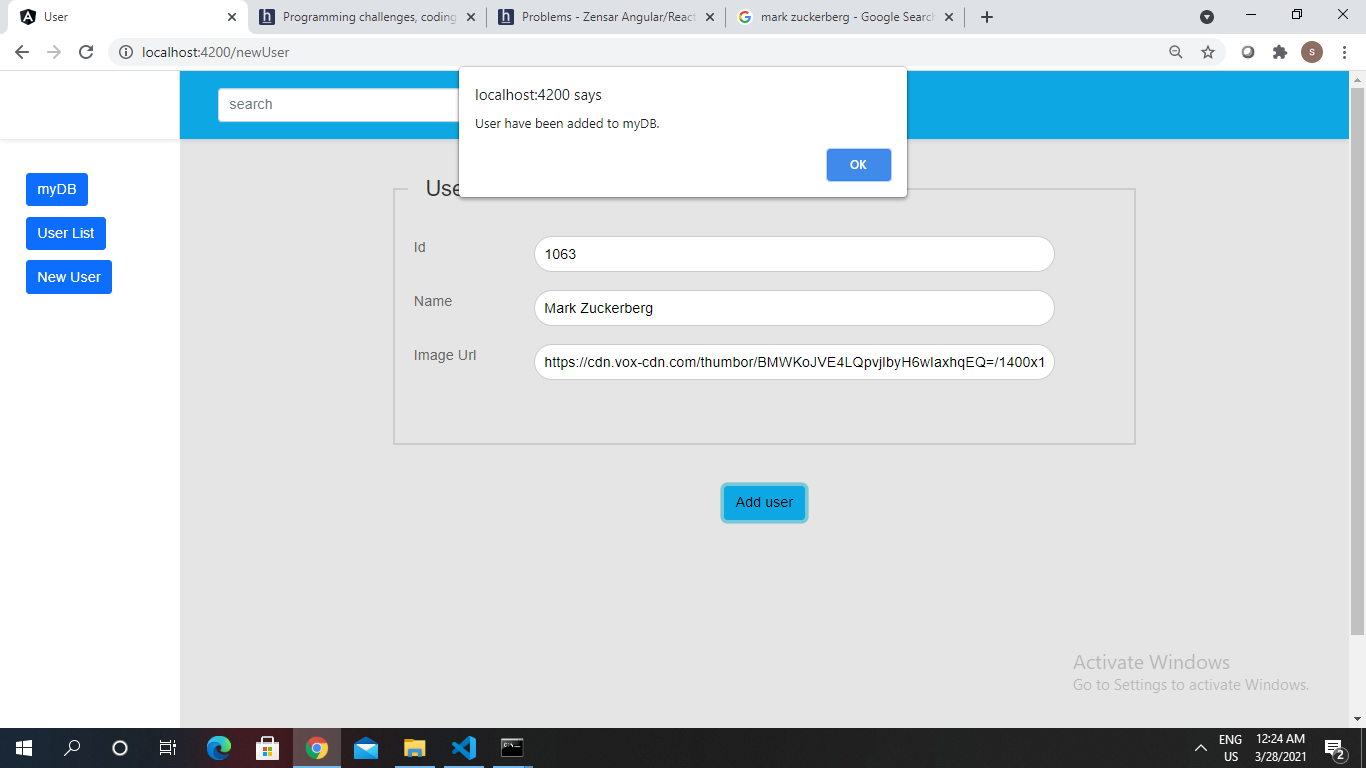 User
Programming challenges, coding
Problems - Zensar Angular/React
mark zuckerberg - Google Search
localhost:4200/newUser
S
search
localhost:4200 says
User have been added to myDB.
OK
myDB
User List
New User
Use
Id
1063
Name
Mark Zuckerberg
Image Url
https://cdn.vox-cdn.com/thumbor/BMWKoJVE4LQpvjlbyH6wlaxhqEQ=/1400x1
Add user
Activate Windows
Go to Settings to activate Windows.
ENG
US
12:24 AM
3/28/2021
2